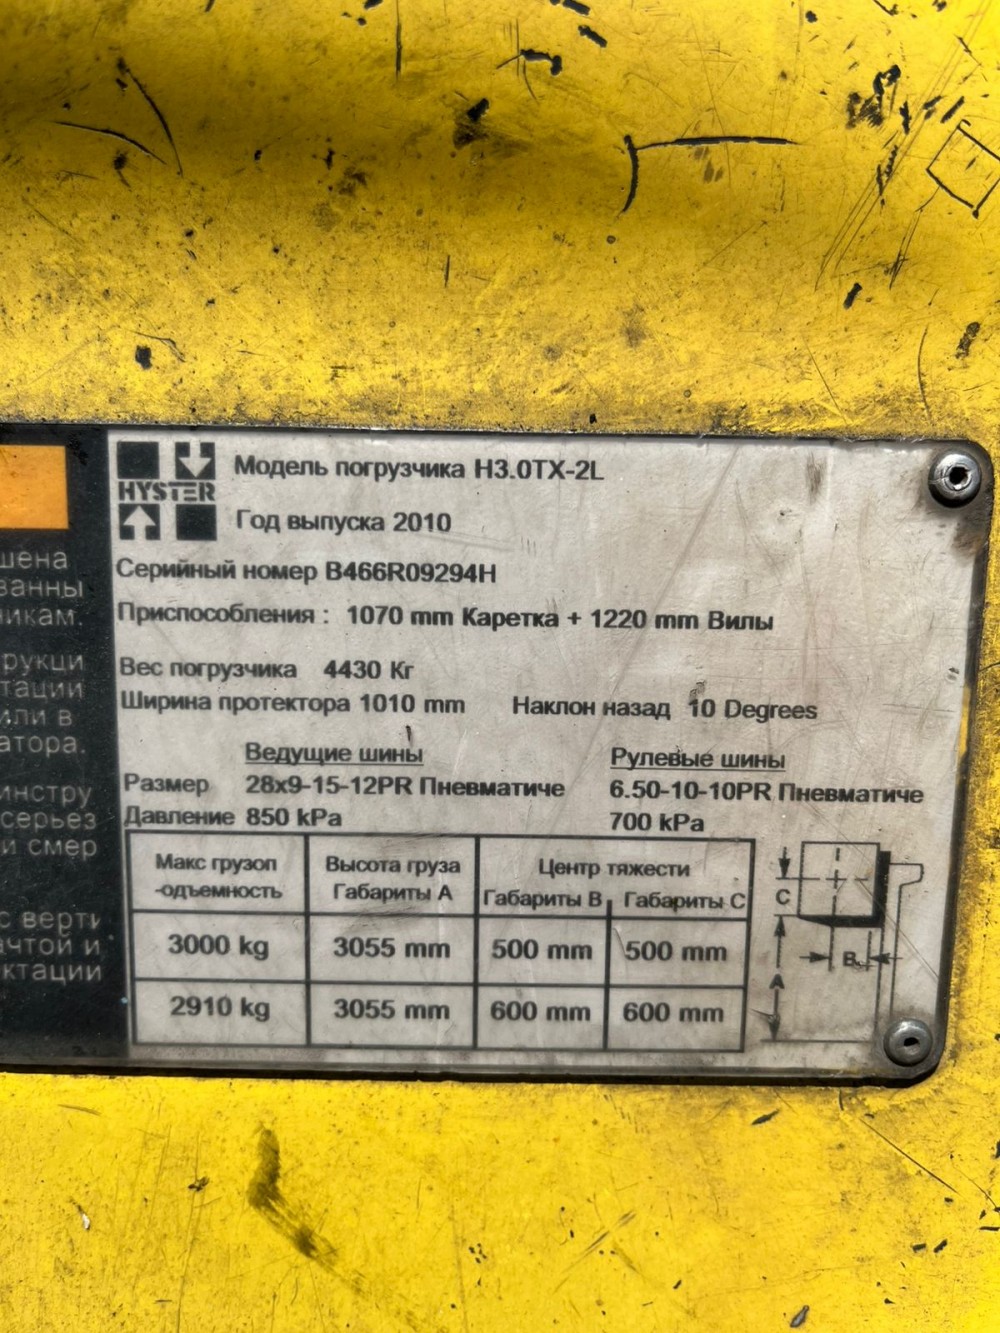 HYSTER
Модель погрузчика H3.0TX-2L
Год выпуска 2010
Серийный номер B466R09294H
Приспособления : 1070 mm Каретка + 1220 mm Вилы
Вес погрузчика 4430 Кг
Ширина протектора 1010 mm Наклон назад 10 Degrees
Ведущие шины Рулевые шины
Размер 28x9-15-12PR Пневматиче 6.50-10-10PR Пневматиче
Давление 850 kPa 700 kPa
Макс грузоп Высота груза Центр тяжести
-одъемность Габариты A Габариты B Габариты C
3000 kg 3055 mm 500 mm 500 mm
2910 kg 3055 mm 600 mm 600 mm
C
B
A
шена
ванны
икам.
рукци
тации
или в
атора.
инстру
серьез
и смер
с верти
ачтой и
ктации